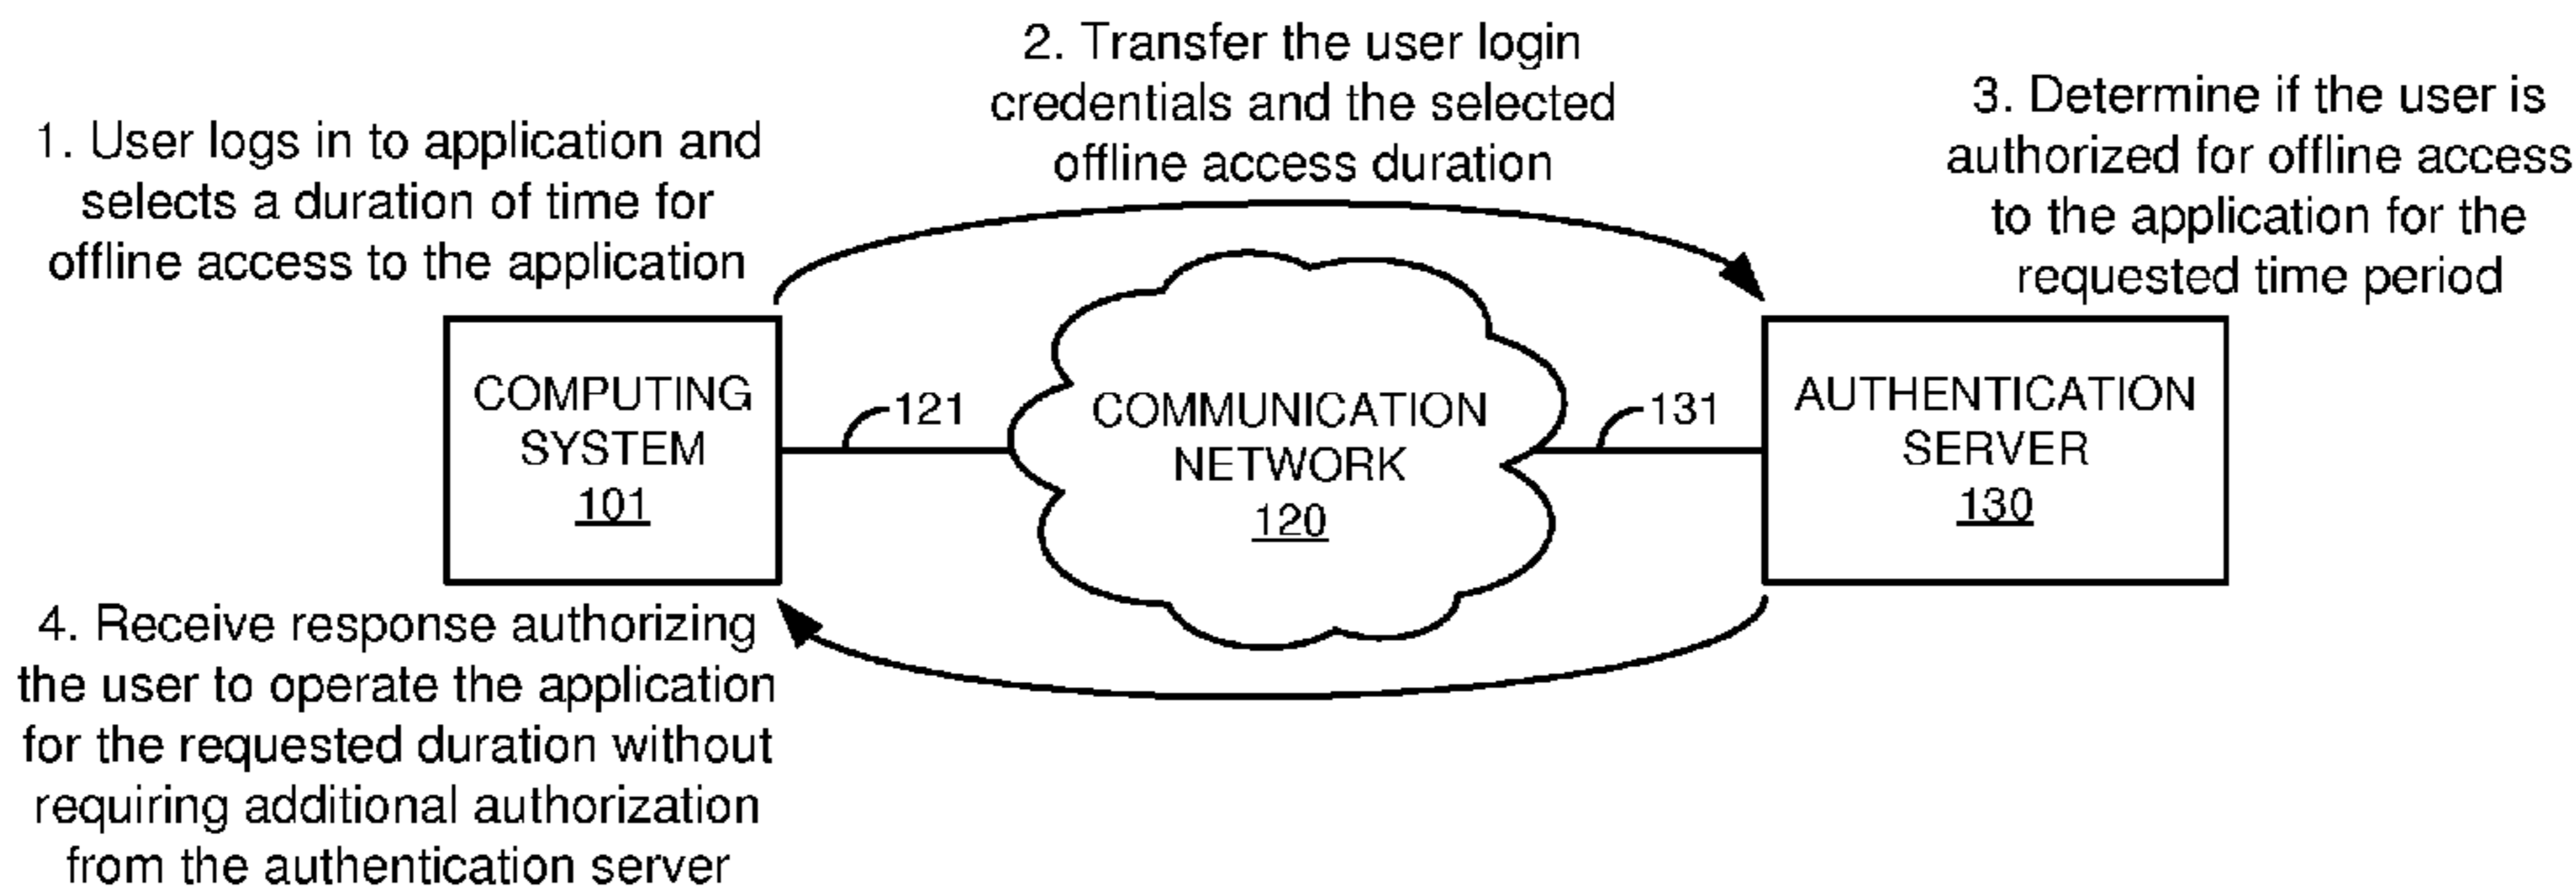 2. Transfer the user login
credentials and the selected
offline access duration
3. Determine if the user is
authorized for offline access
to the application for the
requested time period
1. User logs in to application and
selects a duration of time for
offline access to the application
COMPUTING
SYSTEM
101
121
COMMUNICATION
NETWORK
120
131
AUTHENTICATION
SERVER
130
4. Receive response authorizing
the user to operate the application
for the requested duration without
requiring additional authorization
from the authentication server